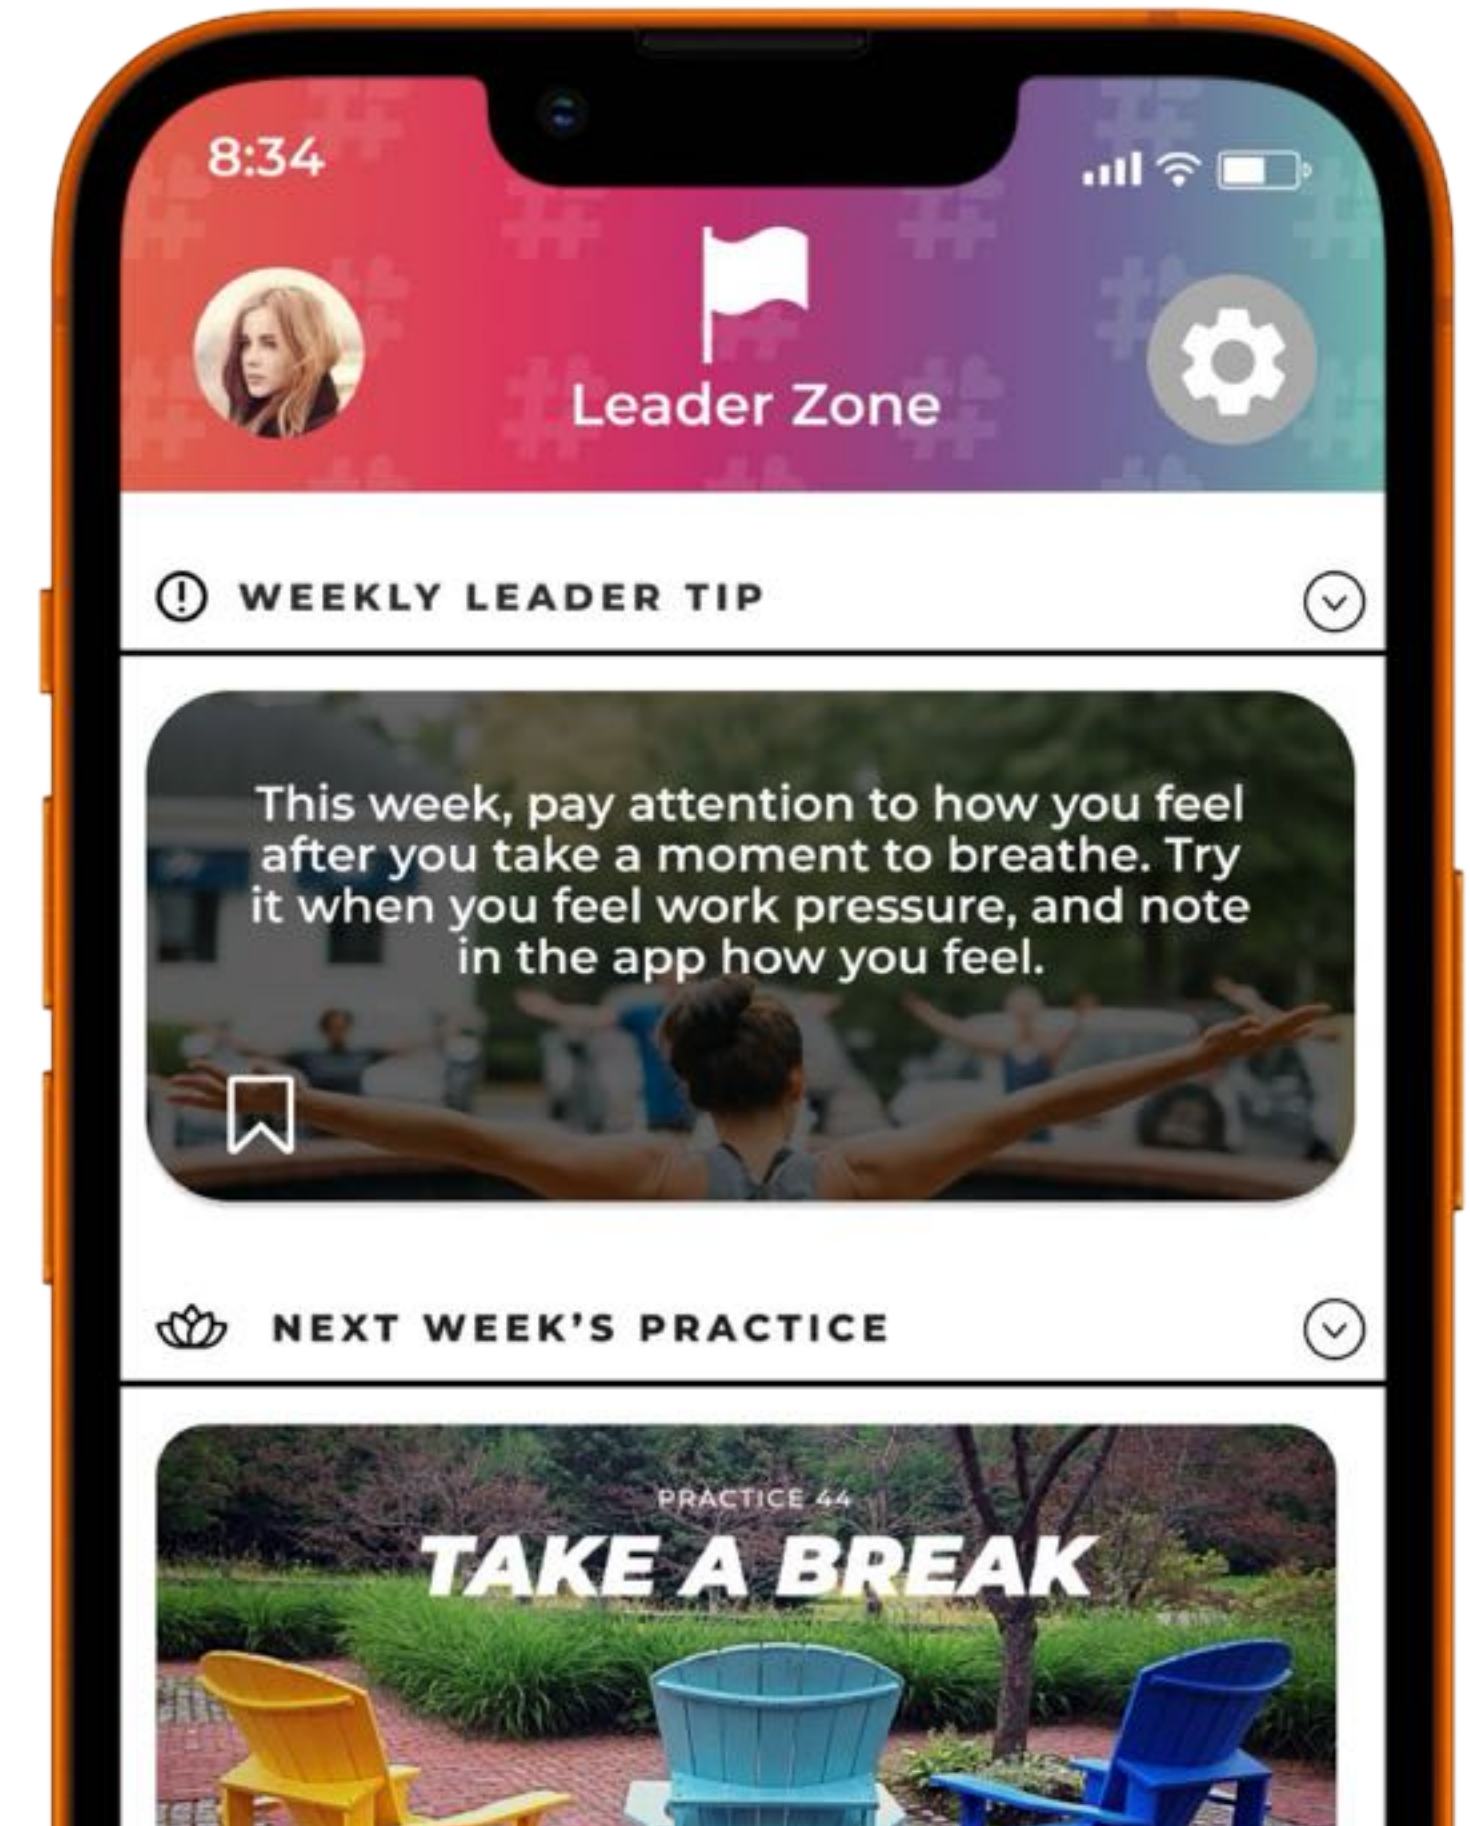 8:34
Leader Zone
WEEKLY LEADER TIP
This week, pay attention to how you feel
after you take a moment to breathe. Try
it when you feel work pressure, and note
in the app how you feel.
NEXT WEEK'S PRACTICE
PRACTICE 44
TAKE A BREAK